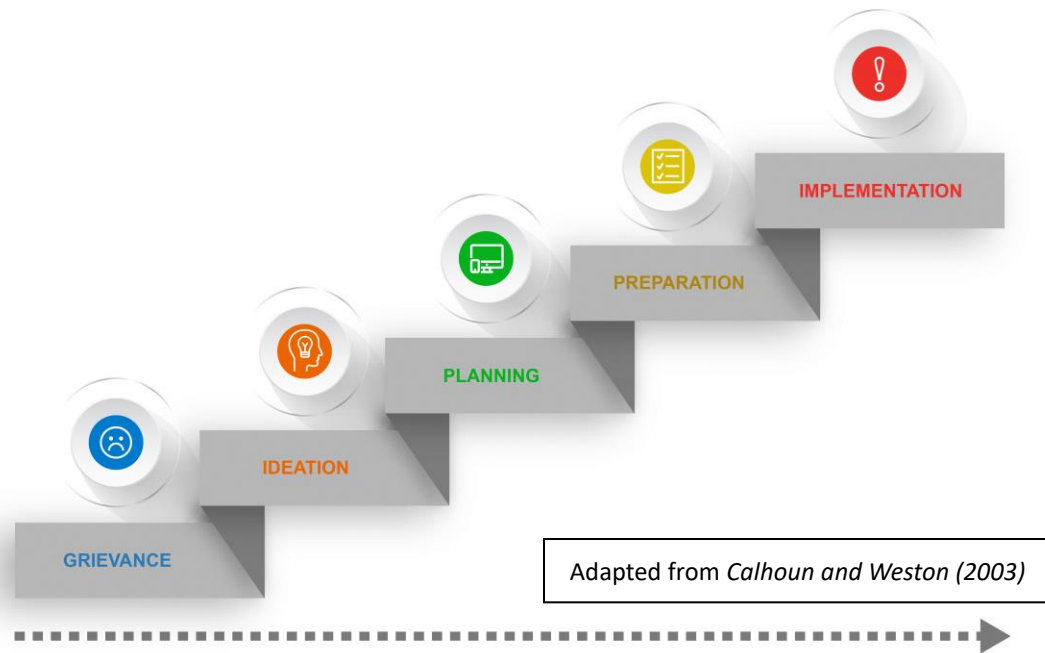 IMPLEMENTATION
PREPARATION
PLANNING
IDEATION
GRIEVANCE
Adapted from Calhoun and Weston (2003)